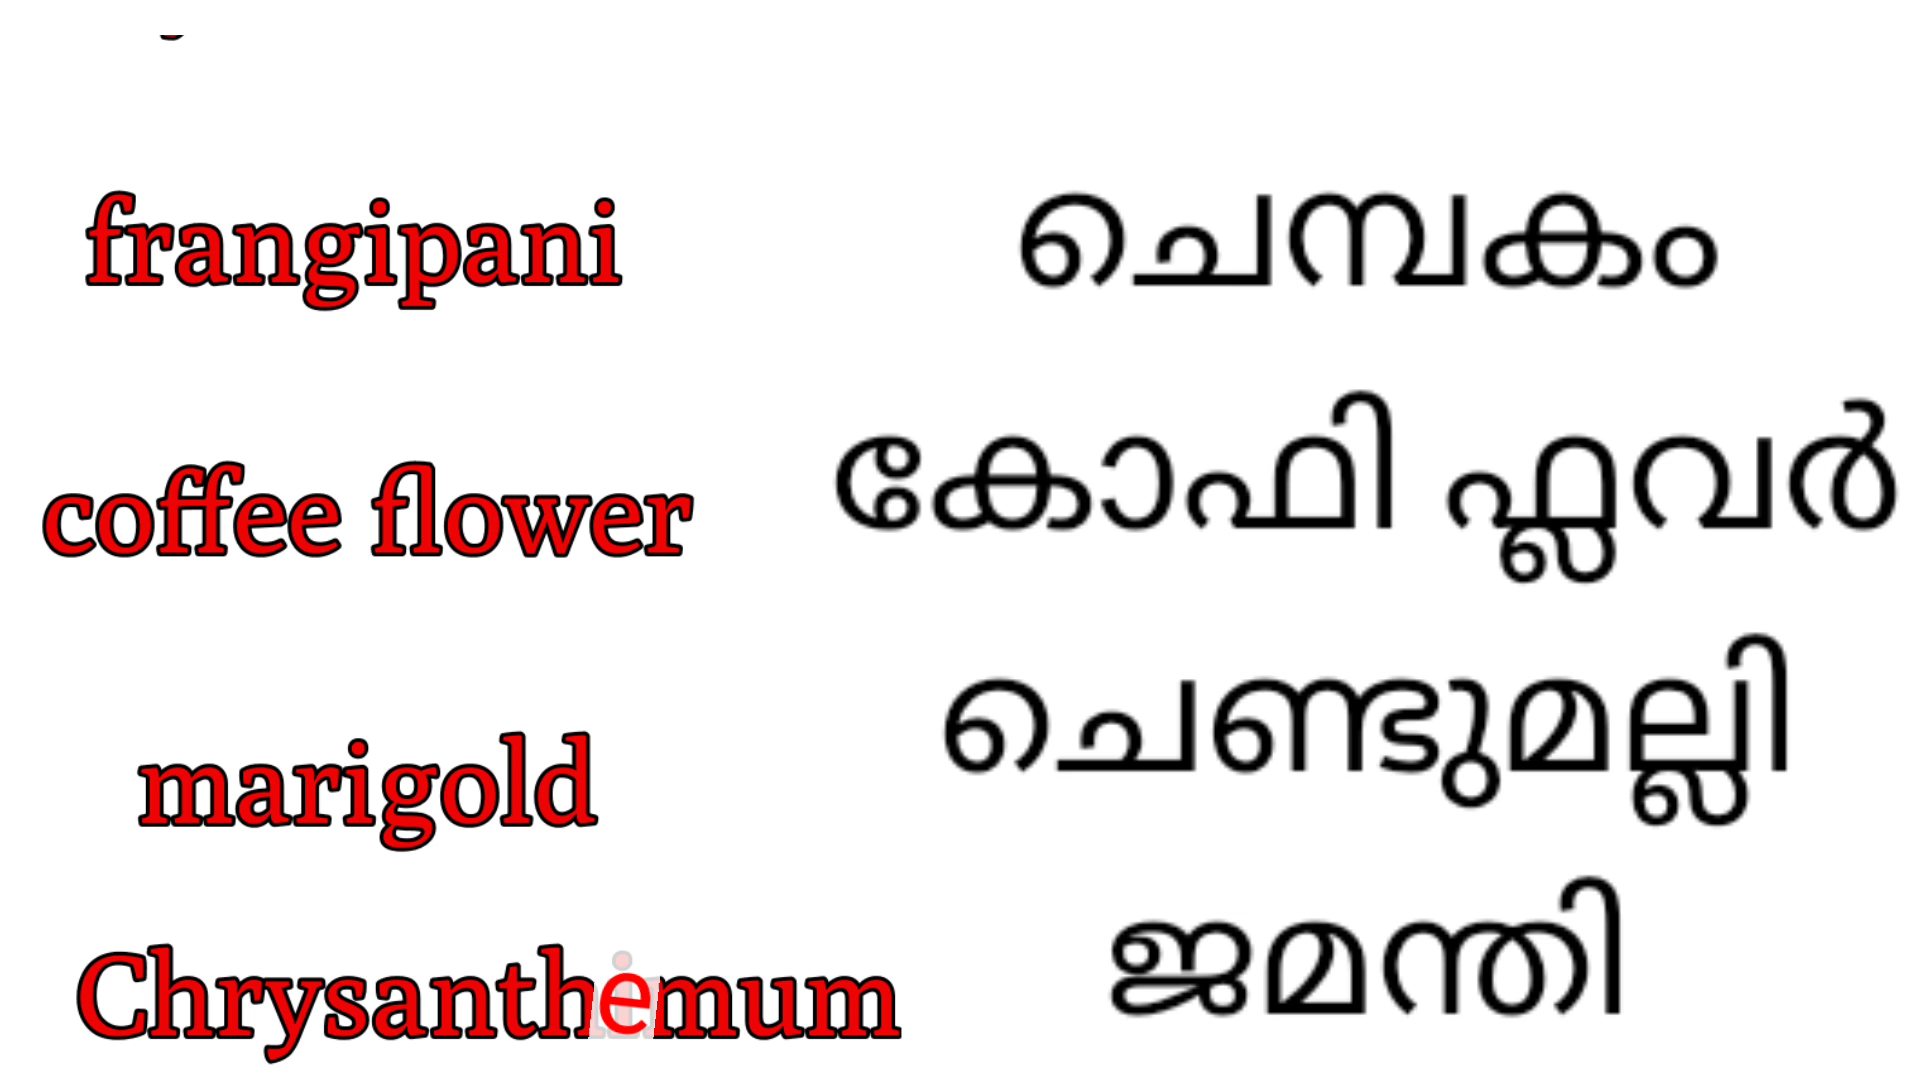 frangipani ചെമ്പകം
coffee flower കോഫി ഫ്ലവർ
marigold ചെണ്ടുമല്ലി
Chrysanthemum ജമന്തി